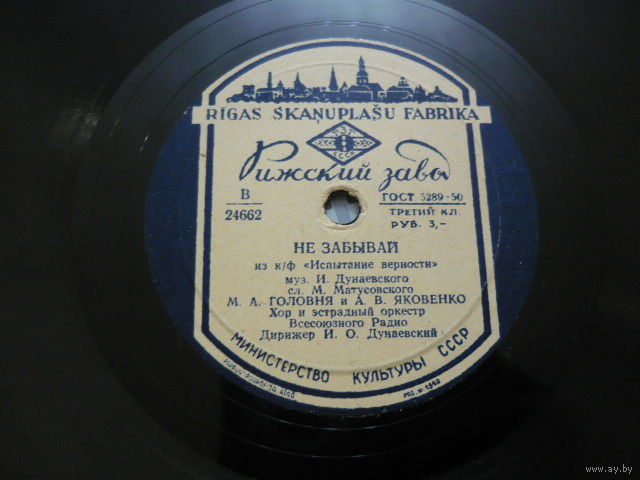 RĪGAS SKAŅUPLAŠU FABRIKA
Рижский завод
В
24662
ГОСТ 5289-50
ТРЕТИЙ КЛ.
РУБ. 3,-
НЕ ЗАБЫВАЙ
из к/ф «Испытание верности»
муз. И. Дунаевского
сл. М. Матусовского
М. А. ГОЛОВНЯ и А. В. ЯКОВЕНКО
Хор и эстрадный оркестр
Всесоюзного Радио
Дирижер И. О. Дунаевский
МИНИСТЕРСТВО КУЛЬТУРЫ СССР
www.ay.by